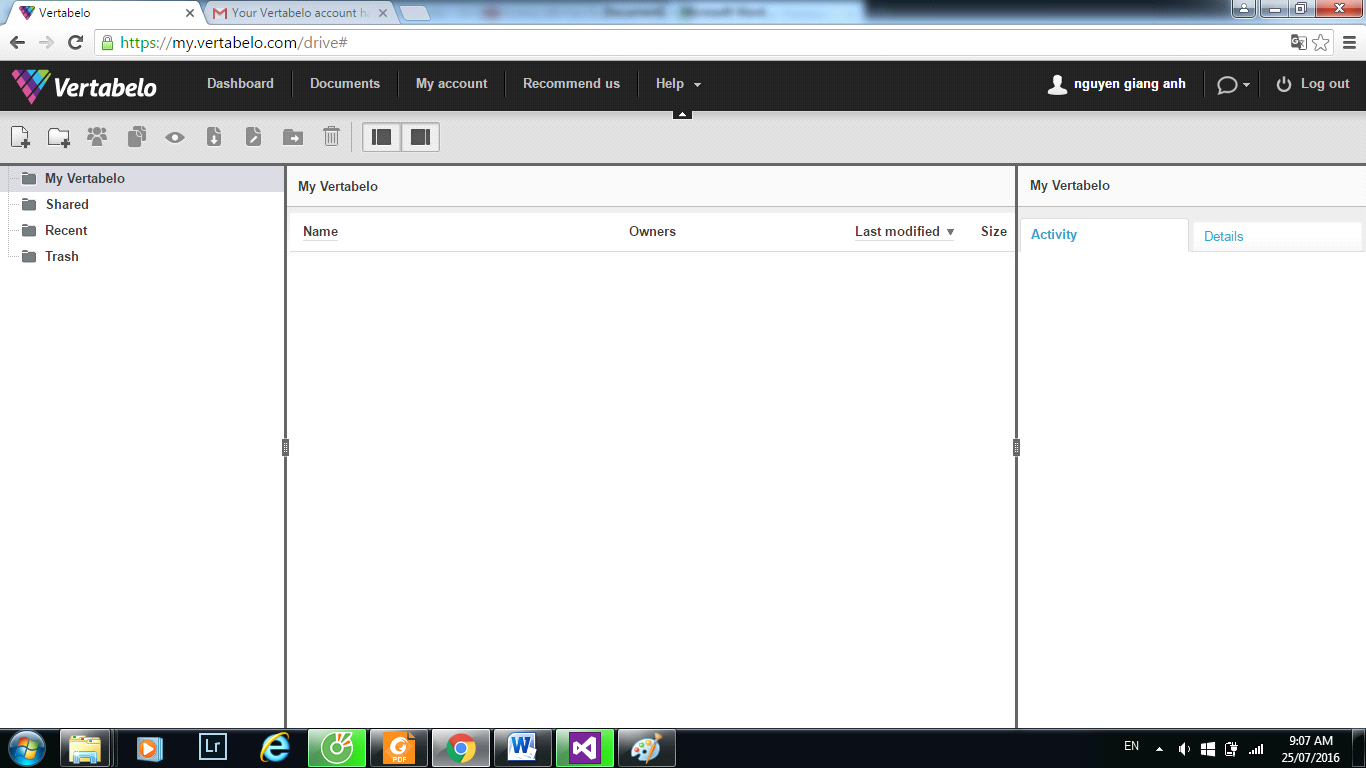 Vertabelo
Your Vertabelo account h
https://my.vertabelo.com/drive#
Vertabelo
Dashboard
Documents
My account
Recommend us
Help
nguyen giang anh
Log out
My Vertabelo
Shared
Recent
Trash
My Vertabelo
Name
Owners
Last modified
Size
My Vertabelo
Activity
Details
Lr
PDF
W
EN
9:07 AM
25/07/2016